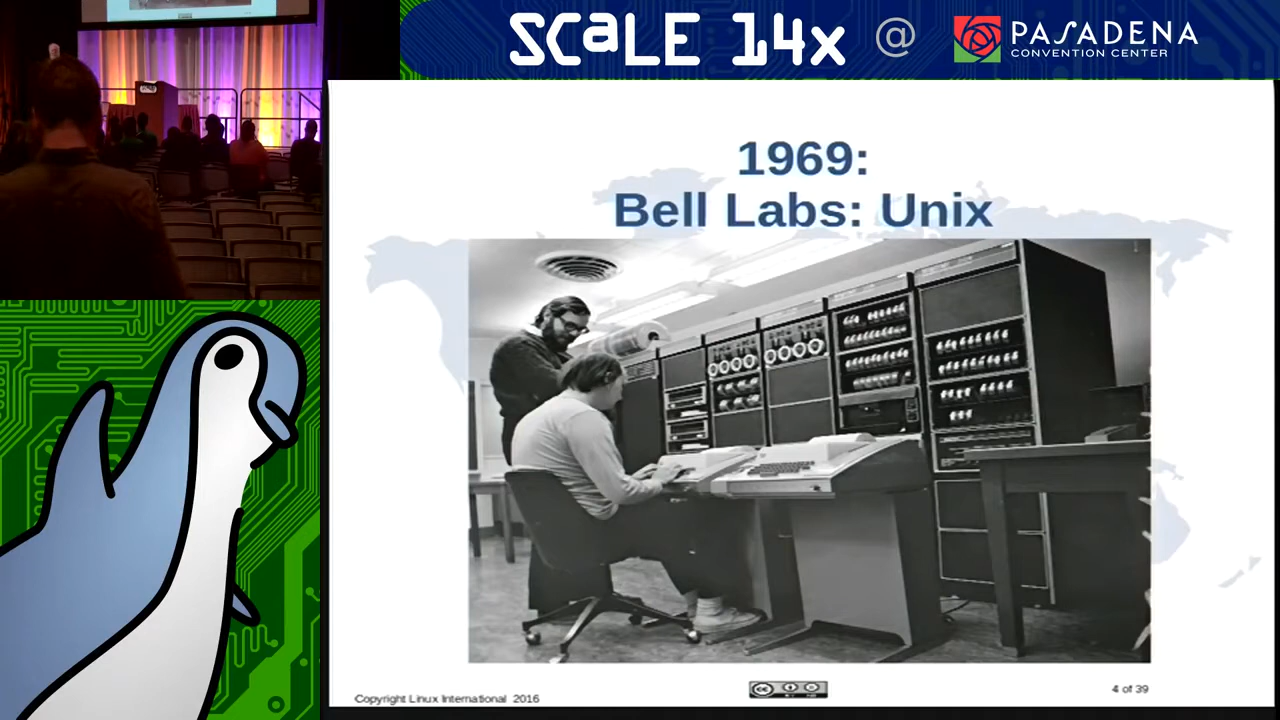 SCALE 14x @ PASADENA
CONVENTION CENTER
1969:
Bell Labs: Unix
Copyright Linux International 2016
4 of 39